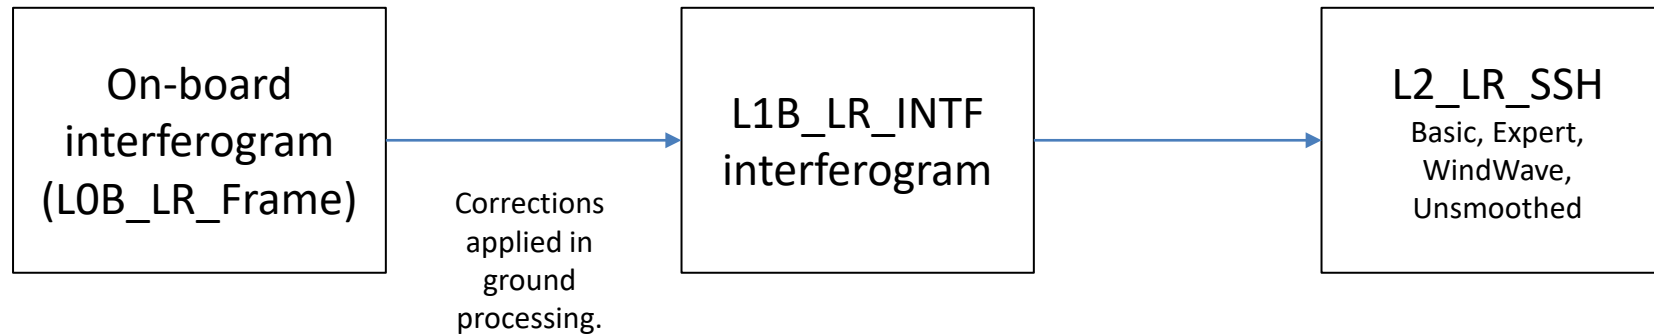 On-board
interferogram
(L0B_LR_Frame)
Corrections
applied in
ground
processing.
L1B_LR_INTF
interferogram
L2_LR_SSH
Basic, Expert,
WindWave,
Unsmoothed